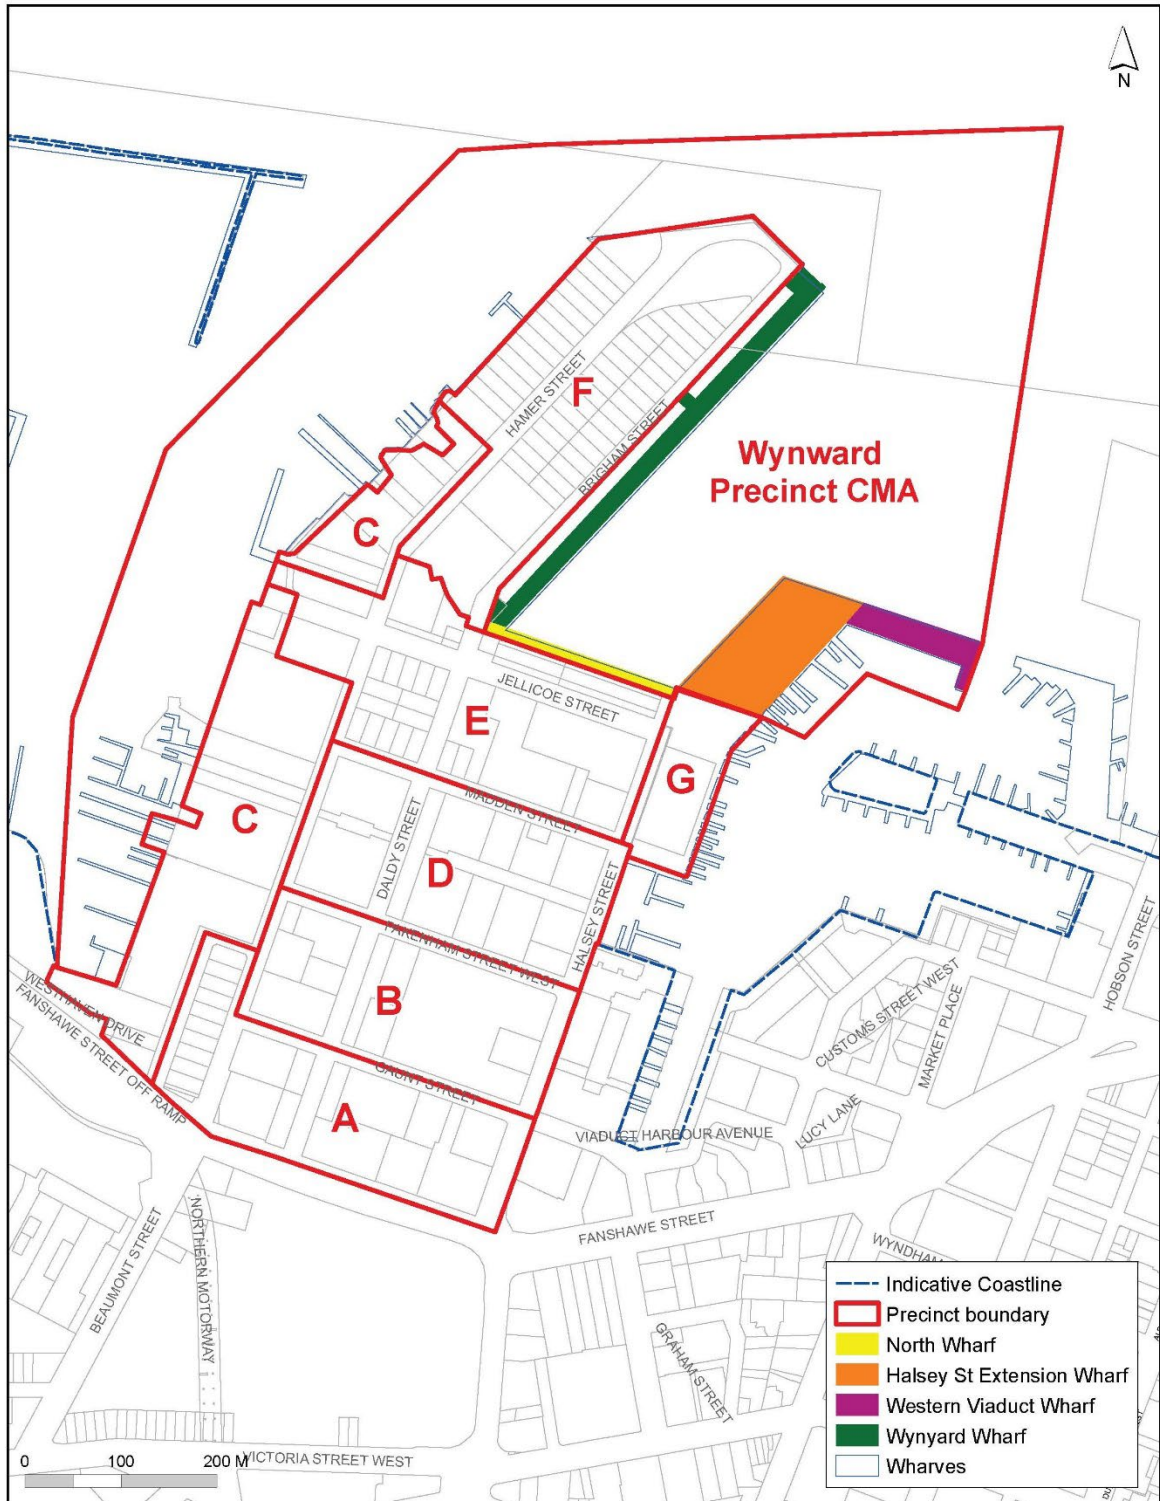 N
HAMER STREET
F
BRIGHAM STREET
Wynward
Precinct CMA
C
JELLICOE STREET
E
G
MADDEN STREET
C
DALDY STREET
D
HALSEY STREET
PAKENHAM STREET WEST
B
WESTHAVEN DRIVE
FANSHAWE STREET OFF RAMP
GAUNT STREET
A
HOBSON STREET
CUSTOMS STREET WEST
MARKET PLACE
LUCY LANE
VIADUCT HARBOUR AVENUE
FANSHAWE STREET
WYNDHAM
BEAUMONT STREET
NORTHERN MOTORWAY
GRAHAM STREET
VICTORIA STREET WEST
0 100 200 M
Indicative Coastline
Precinct boundary
North Wharf
Halsey St Extension Wharf
Western Viaduct Wharf
Wynyard Wharf
Wharves